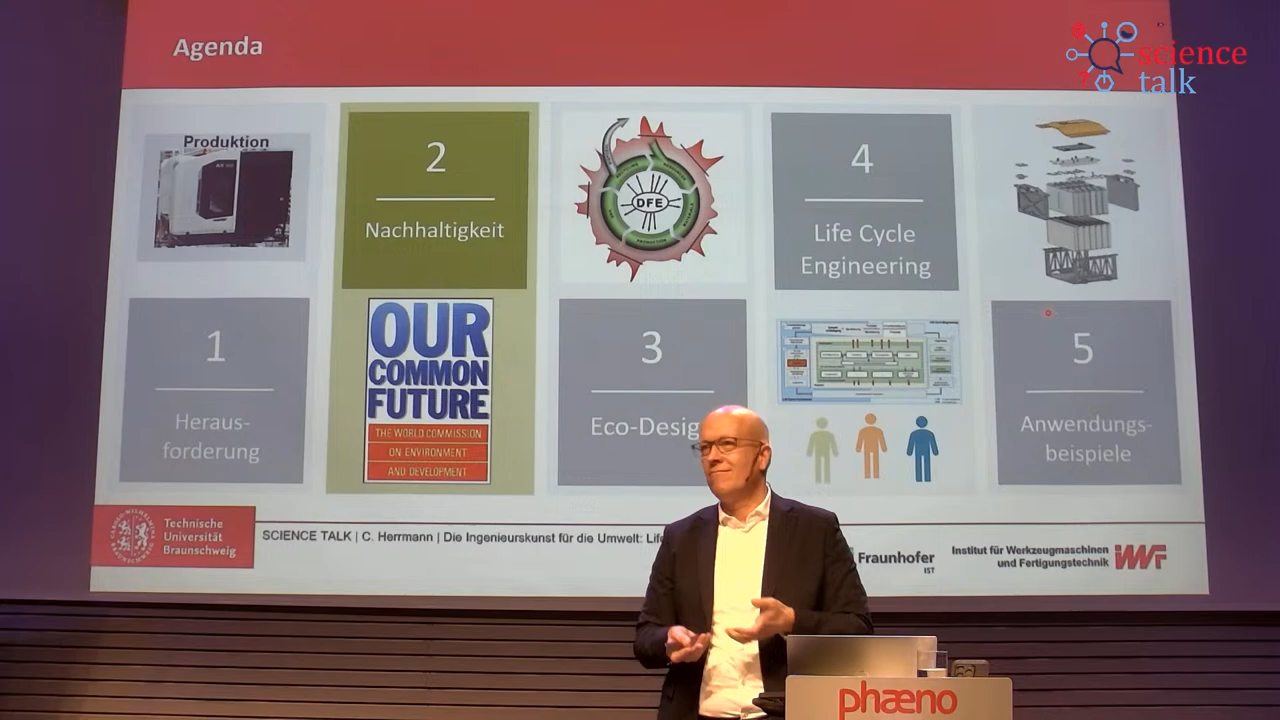 Agenda
science
talk
Produktion
2
Nachhaltigkeit
DFE
4
Life Cycle
Engineering
1
Heraus-
forderung
OUR
COMMON
FUTURE
THE WORLD COMMISSION
ON ENVIRONMENT
AND DEVELOPMENT
3
Eco-Desig
5
Anwendungs-
beispiele
Technische
Universität
Braunschweig
SCIENCE TALK | C. Herrmann | Die Ingenieurskunst für die Umwelt: Life
Fraunhofer
IST
Institut für Werkzeugmaschinen
und Fertigungstechnik
IWF
phæno